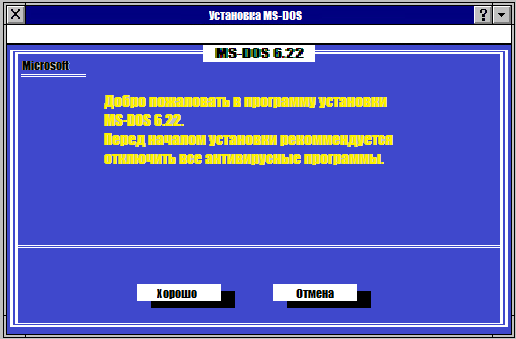 Установка MS-DOS
?
MS-DOS 6.22
Microsoft
Добро пожаловать в программу установки
MS-DOS 6.22.
Перед началом установки рекоммендуется
отключить все антивирусные программы.
Хорошо Отмена